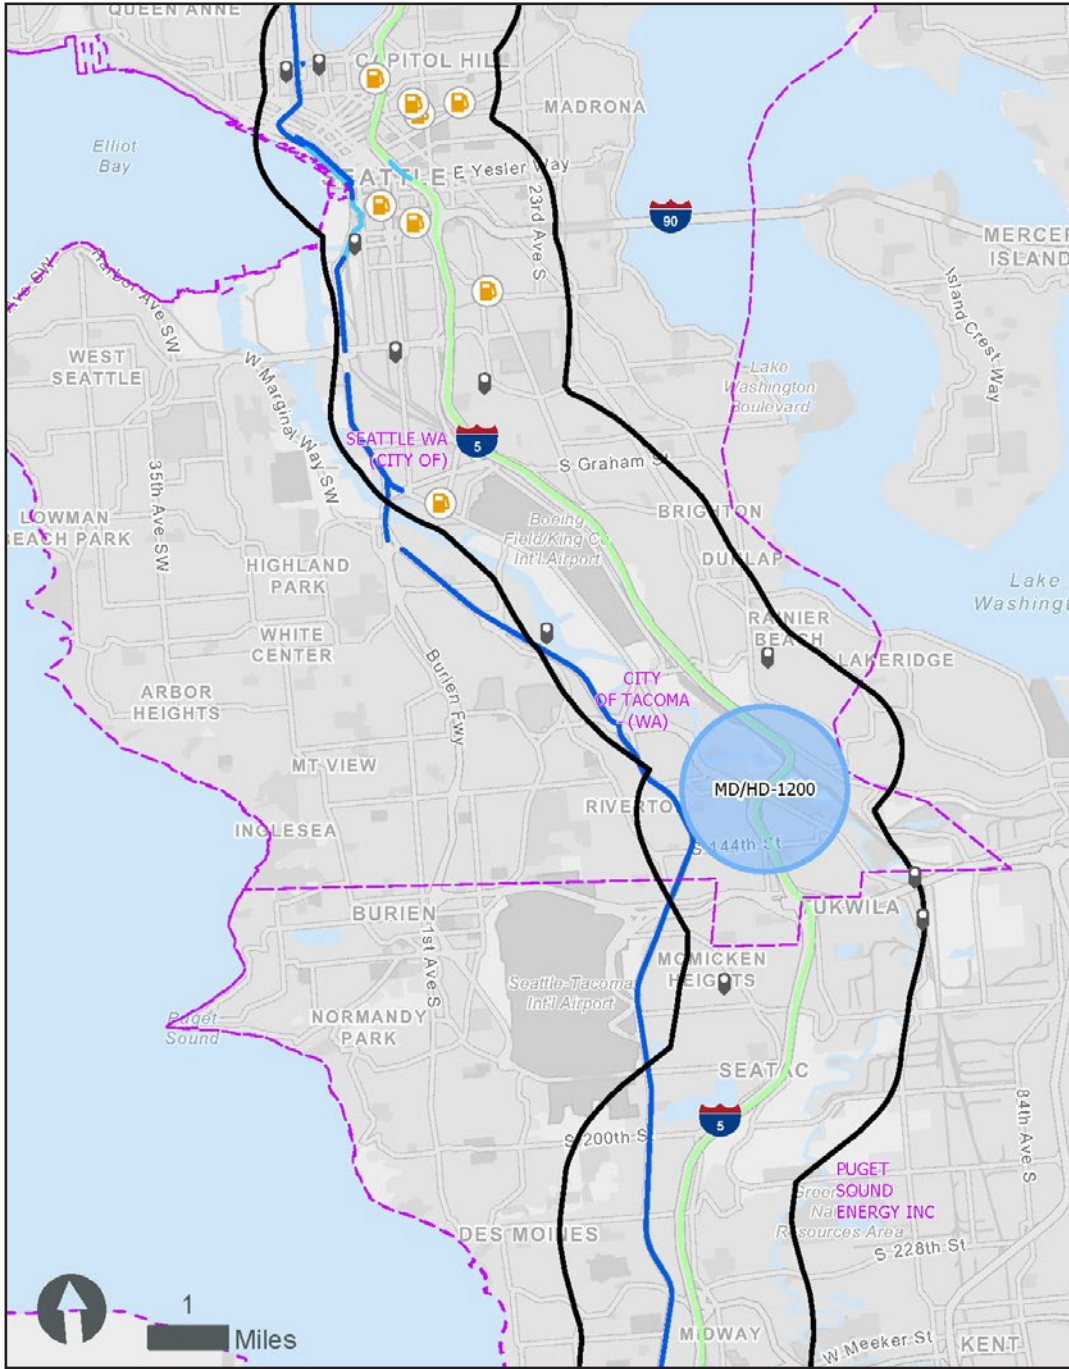 QUEEN ANNE
CAPITOL HILL
MADRONA
Elliot
Bay
E Yesler Way
23rd Ave S
90
MERCER
ISLAND
Harbor Ave SW
Island Crest Way
WEST
SEATTLE
W Marginal Way SW
Lake
Washington
Boulevard
SEATTLE WA
(CITY OF)
5
S Graham St
35th Ave SW
LOWMAN
BEACH PARK
Boeing
Field/King Co
Int'l Airport
BRIGHTON
DUNLAP
HIGHLAND
PARK
Lake
WHITE
CENTER
RAINIER
BEACH
LAKERIDGE
Burien Fwy
ARBOR
HEIGHTS
CITY
OF TACOMA
- (WA)
MT VIEW
MD/HD-1200
RIVERTO
INGLESEA
S 144th St
BURIEN
UKWILA
1st Ave S
MCMICKEN
HEIGHTS
Seattle-Tacoma
Int'l Airport
Puget
Sound
NORMANDY
PARK
SEATAC
5
84th Ave S
S 200th S
PUGET
SOUND
ENERGY INC
Green
Resources Area
DES MOINES
S 228th St
1
Miles
MIDWAY
W Meeker St
KENT